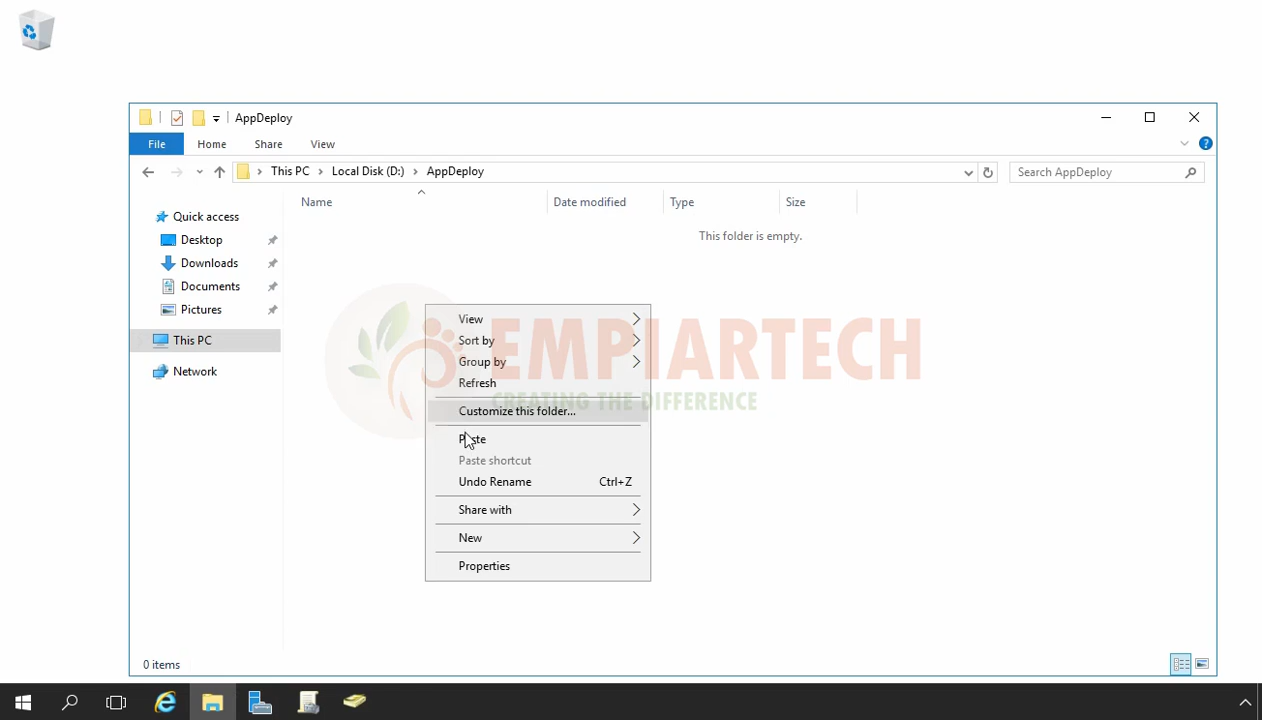 AppDeploy
File Home Share View
This PC Local Disk (D:) AppDeploy
Search AppDeploy
Name Date modified Type Size
This folder is empty.
Quick access
Desktop
Downloads
Documents
Pictures
This PC
Network
View
Sort by
Group by
Refresh
Customize this folder...
Paste
Paste shortcut
Undo Rename Ctrl+Z
Share with
New
Properties
EMPIARTECH
CREATING THE DIFFERENCE
0 items